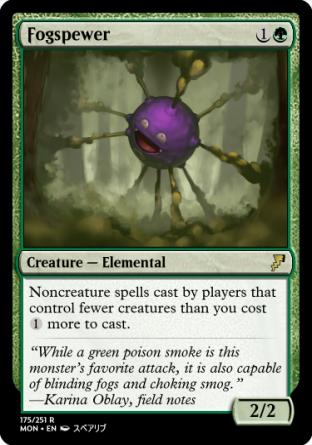 Fogspewer 1
Creature — Elemental
Noncreature spells cast by players that
control fewer creatures than you cost
1 more to cast.
“While a green poison smoke is this
monster’s favorite attack, it is also capable
of blinding fogs and choking smog.”
—Karina Oblay, field notes
2/2
175/251 R
MON • EN スペアリブ